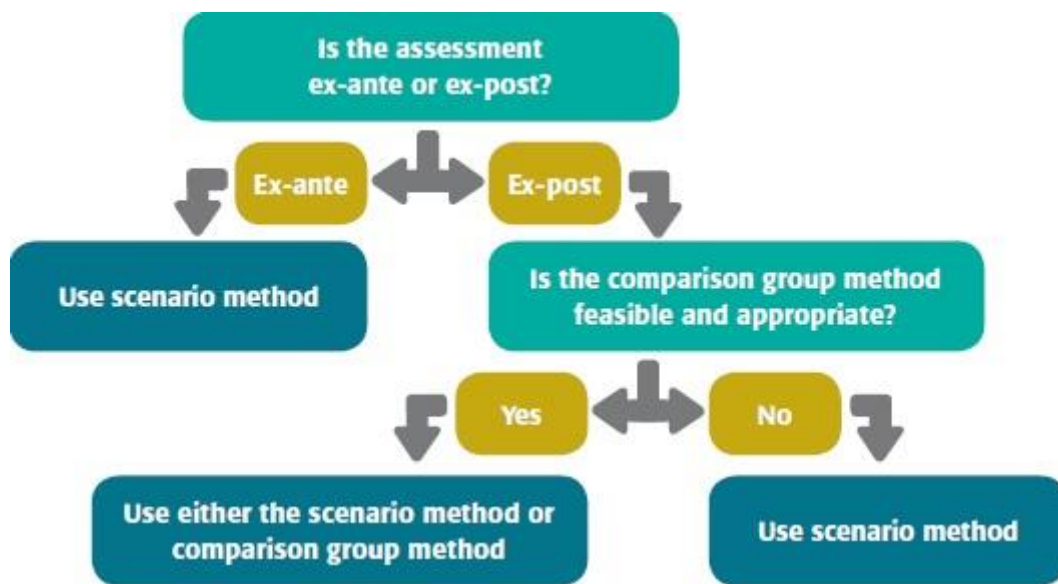 Is the assessment
ex-ante or ex-post?
Ex-ante
Ex-post
Use scenario method
Is the comparison group method
feasible and appropriate?
Yes
No
Use either the scenario method or
comparison group method
Use scenario method